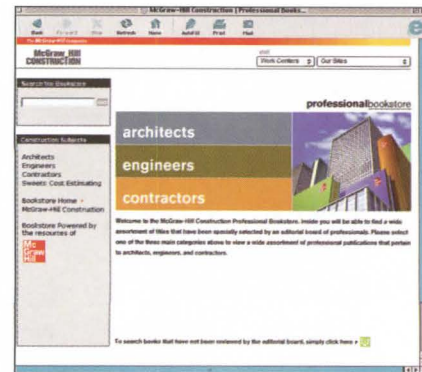 McGraw-Hill Construction | Professional Books...
Back Forward Stop Refresh Home AutoFill Print Mail
McGraw_Hill
CONSTRUCTION
visit
Work Centers
Our Sites
Search the Bookstore
professionalbookstore
architects
engineers
contractors
Construction Subjects
Architects
Engineers
Contractors
Sweets Cost Estimating
Bookstore Home
McGraw-Hill Construction
Bookstore Powered by
the resources of
Mc
Graw
Hill
Welcome to the McGraw-Hill Construction Professional Bookstore. Inside you will be able to find a wide
assortment of titles that have been specially selected by an editorial board of professionals. Please select
one of the three main categories above to view a wide assortment of professional publications that pertain
to architects, engineers, and contractors.
To search books that have not been reviewed by the editorial board, simply click here